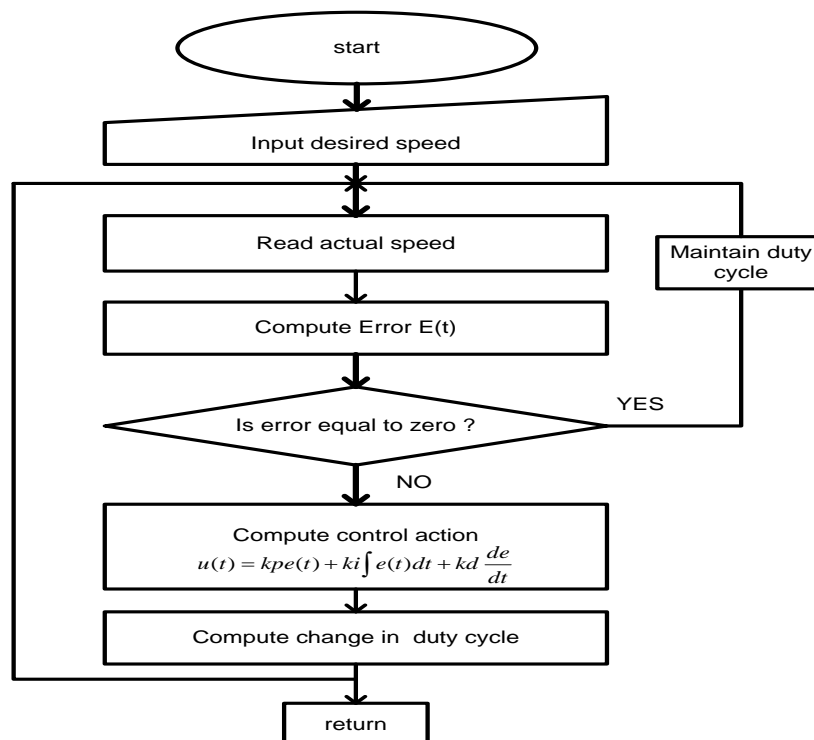 start
Input desired speed
Read actual speed
Maintain duty
cycle
Compute Error E(t)
YES
Is error equal to zero ?
NO
Compute control action
u(t) = kpe(t) + ki∫ e(t)dt + kd de/dt
Compute change in duty cycle
return